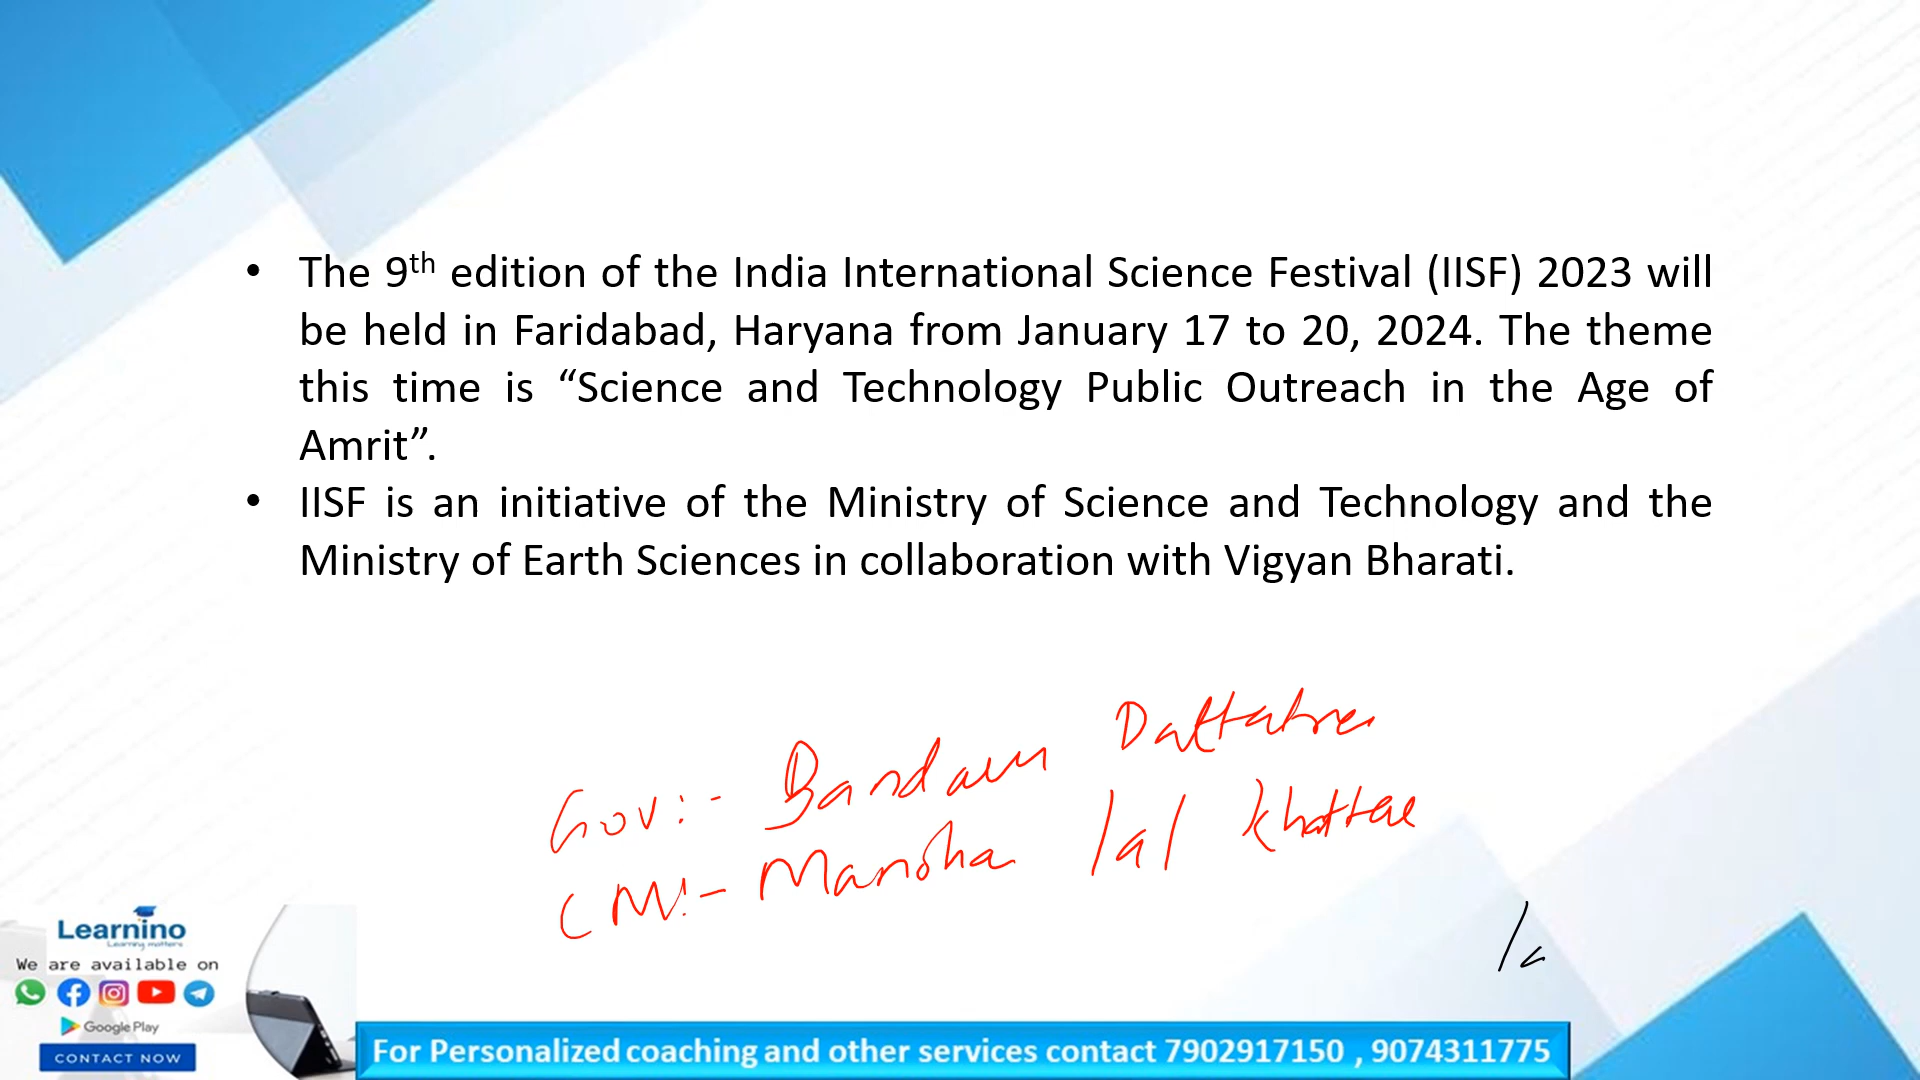 • The 9th edition of the India International Science Festival (IISF) 2023 will
be held in Faridabad, Haryana from January 17 to 20, 2024. The theme
this time is “Science and Technology Public Outreach in the Age of
Amrit”.
• IISF is an initiative of the Ministry of Science and Technology and the
Ministry of Earth Sciences in collaboration with Vigyan Bharati.
Gov:- Dattatre
CM:- Manoha lal khattar
Learnino
Learning matters
We are available on
Google Play
CONTACT NOW
For Personalized coaching and other services contact 7902917150 , 9074311775